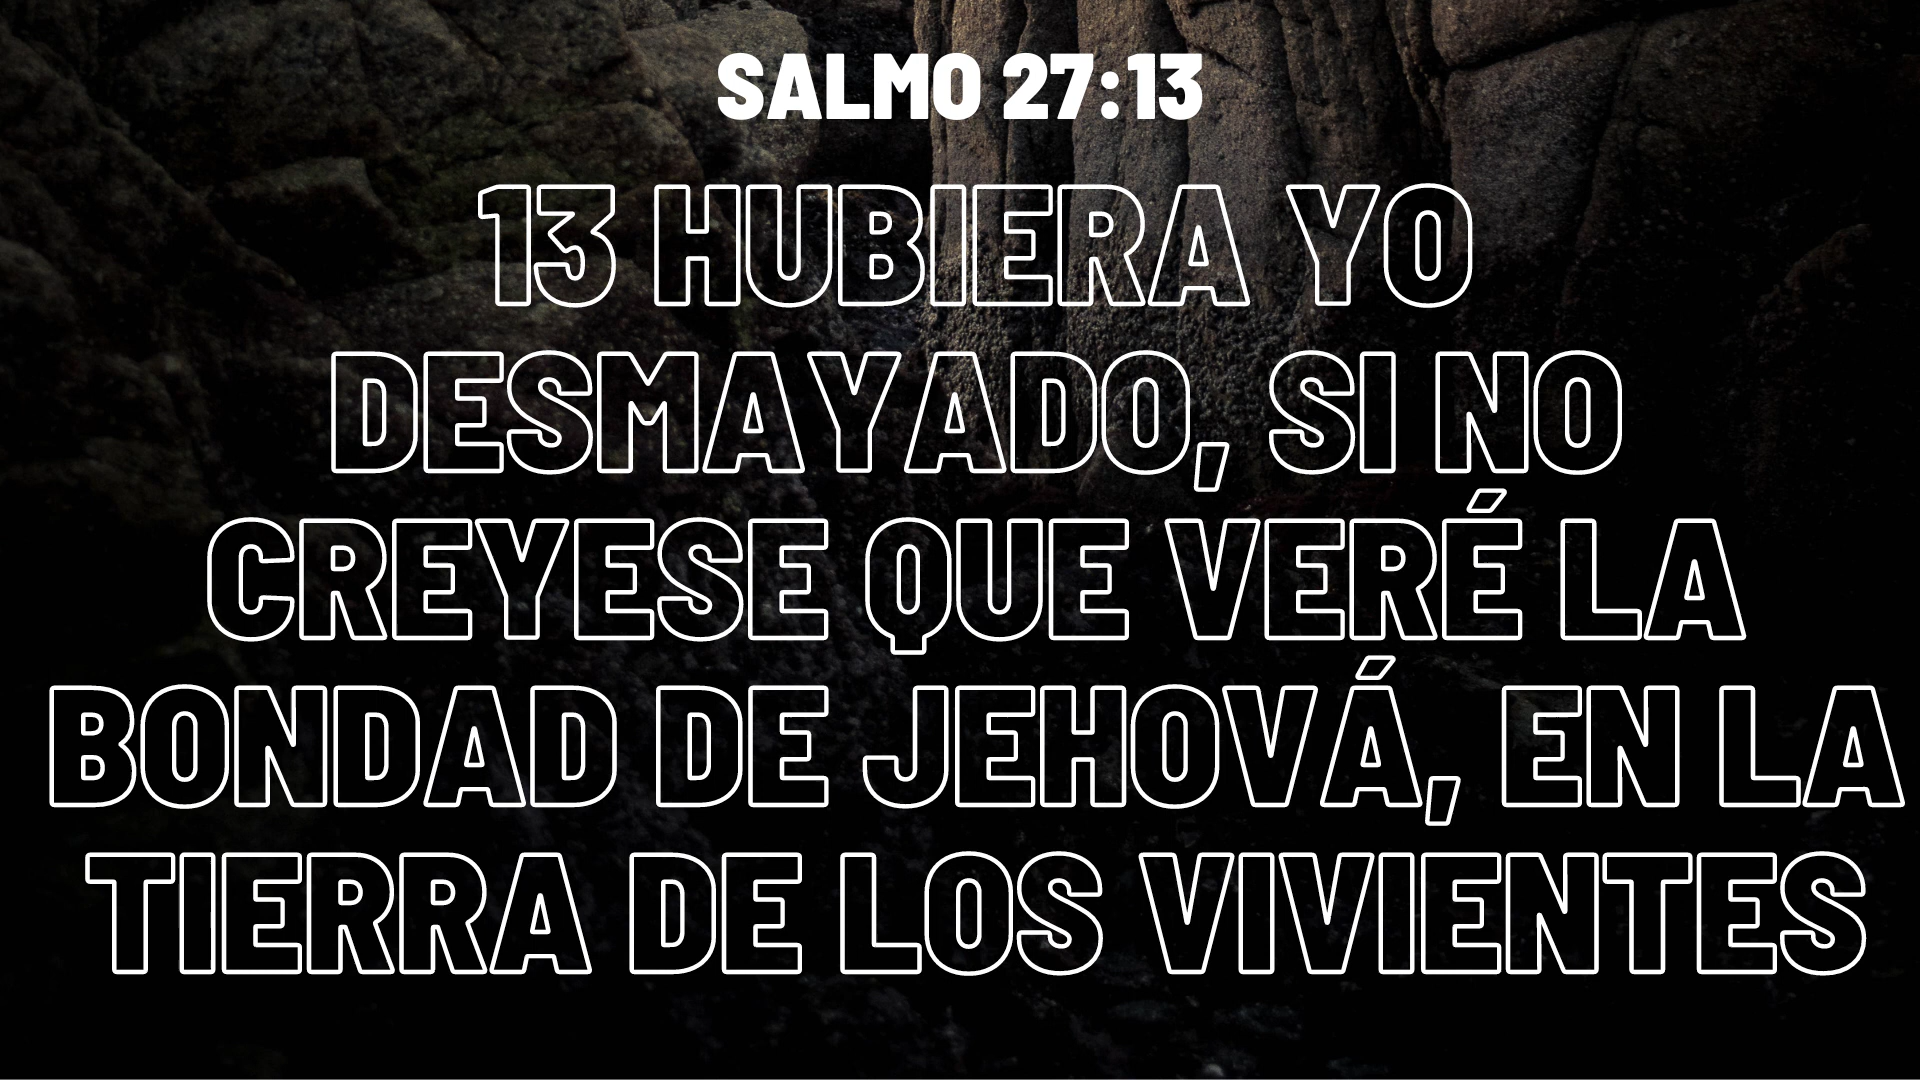 SALMO 27:13
13 HUBIERA YO
DESMAYADO, SI NO
CREYESE QUE VERÉ LA
BONDAD DE JEHOVÁ, EN LA
TIERRA DE LOS VIVIENTES